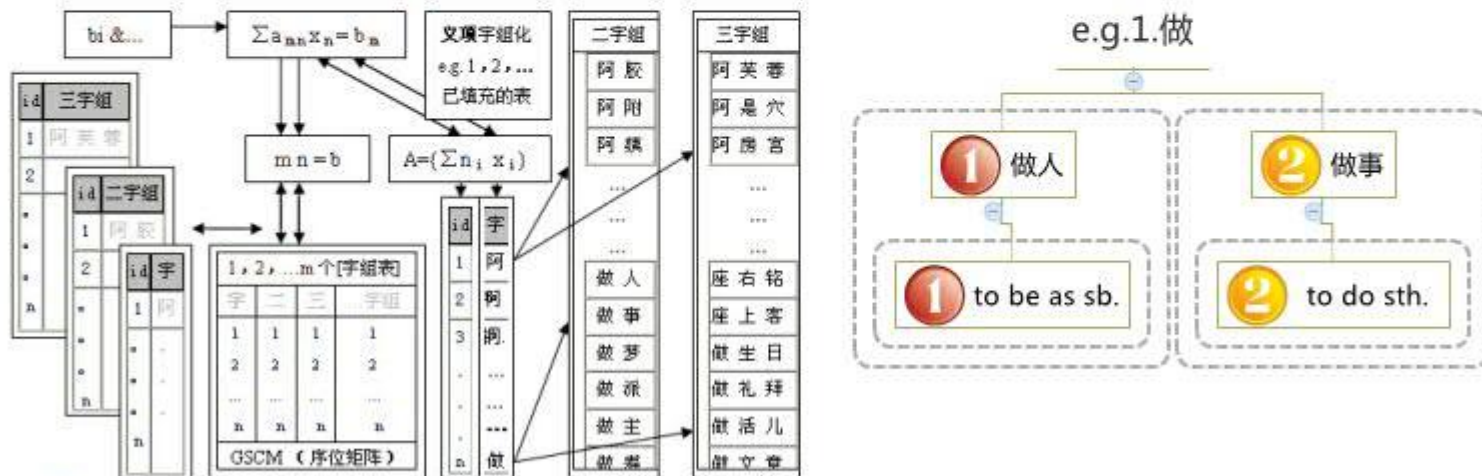 bi &...
∑aₘₙxₙ=bₘ
义项字组化
e.g.1，2，...
已填充的表
m n=b
A={∑nᵢ xᵢ}
id 三字组
1 阿芙蓉
2
n
id 二字组
1 阿胶
2
n
id 字
1 阿
n
1，2，...m个[字组表]
字 二 三 ...字组
1 1 1 1
2 2 2 2
... ... ... ...
n n n n
GSCM（序位矩阵）
id 字
1 阿
2 啊
3
... 
...
n 做
二字组
阿胶
阿附
...
...
...
做人
做事
做梦
做派
做主
三字组
阿芙蓉
阿是穴
阿房宫
...
...
...
座右铭
座上客
做生日
做礼拜
做活儿
做文章
e.g.1.做
1 做人
2 做事
1 to be as sb.
2 to do sth.